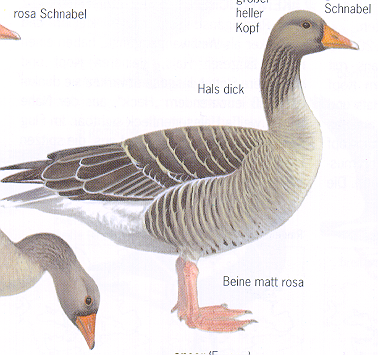 großer
heller
Kopf
Schnabel
rosa Schnabel
Hals dick
Beine matt rosa